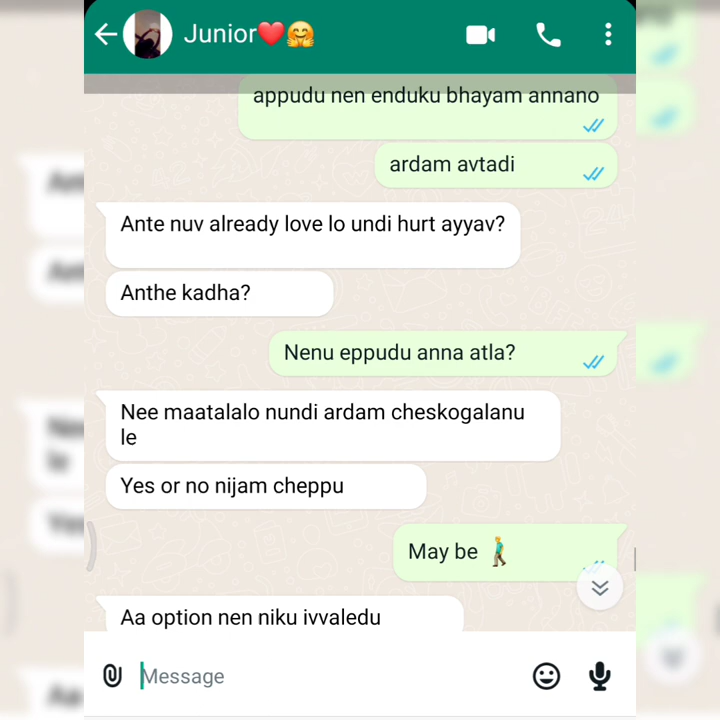 Junior❤️🤗
appudu nen enduku bhayam annano
ardam avtadi
Ante nuv already love lo undi hurt ayyav?
Anthe kadha?
Nenu eppudu anna atla?
Nee maatalalo nundi ardam cheskogalanu
le
Yes or no nijam cheppu
May be 🚶‍♂️
Aa option nen niku ivvaledu
Message